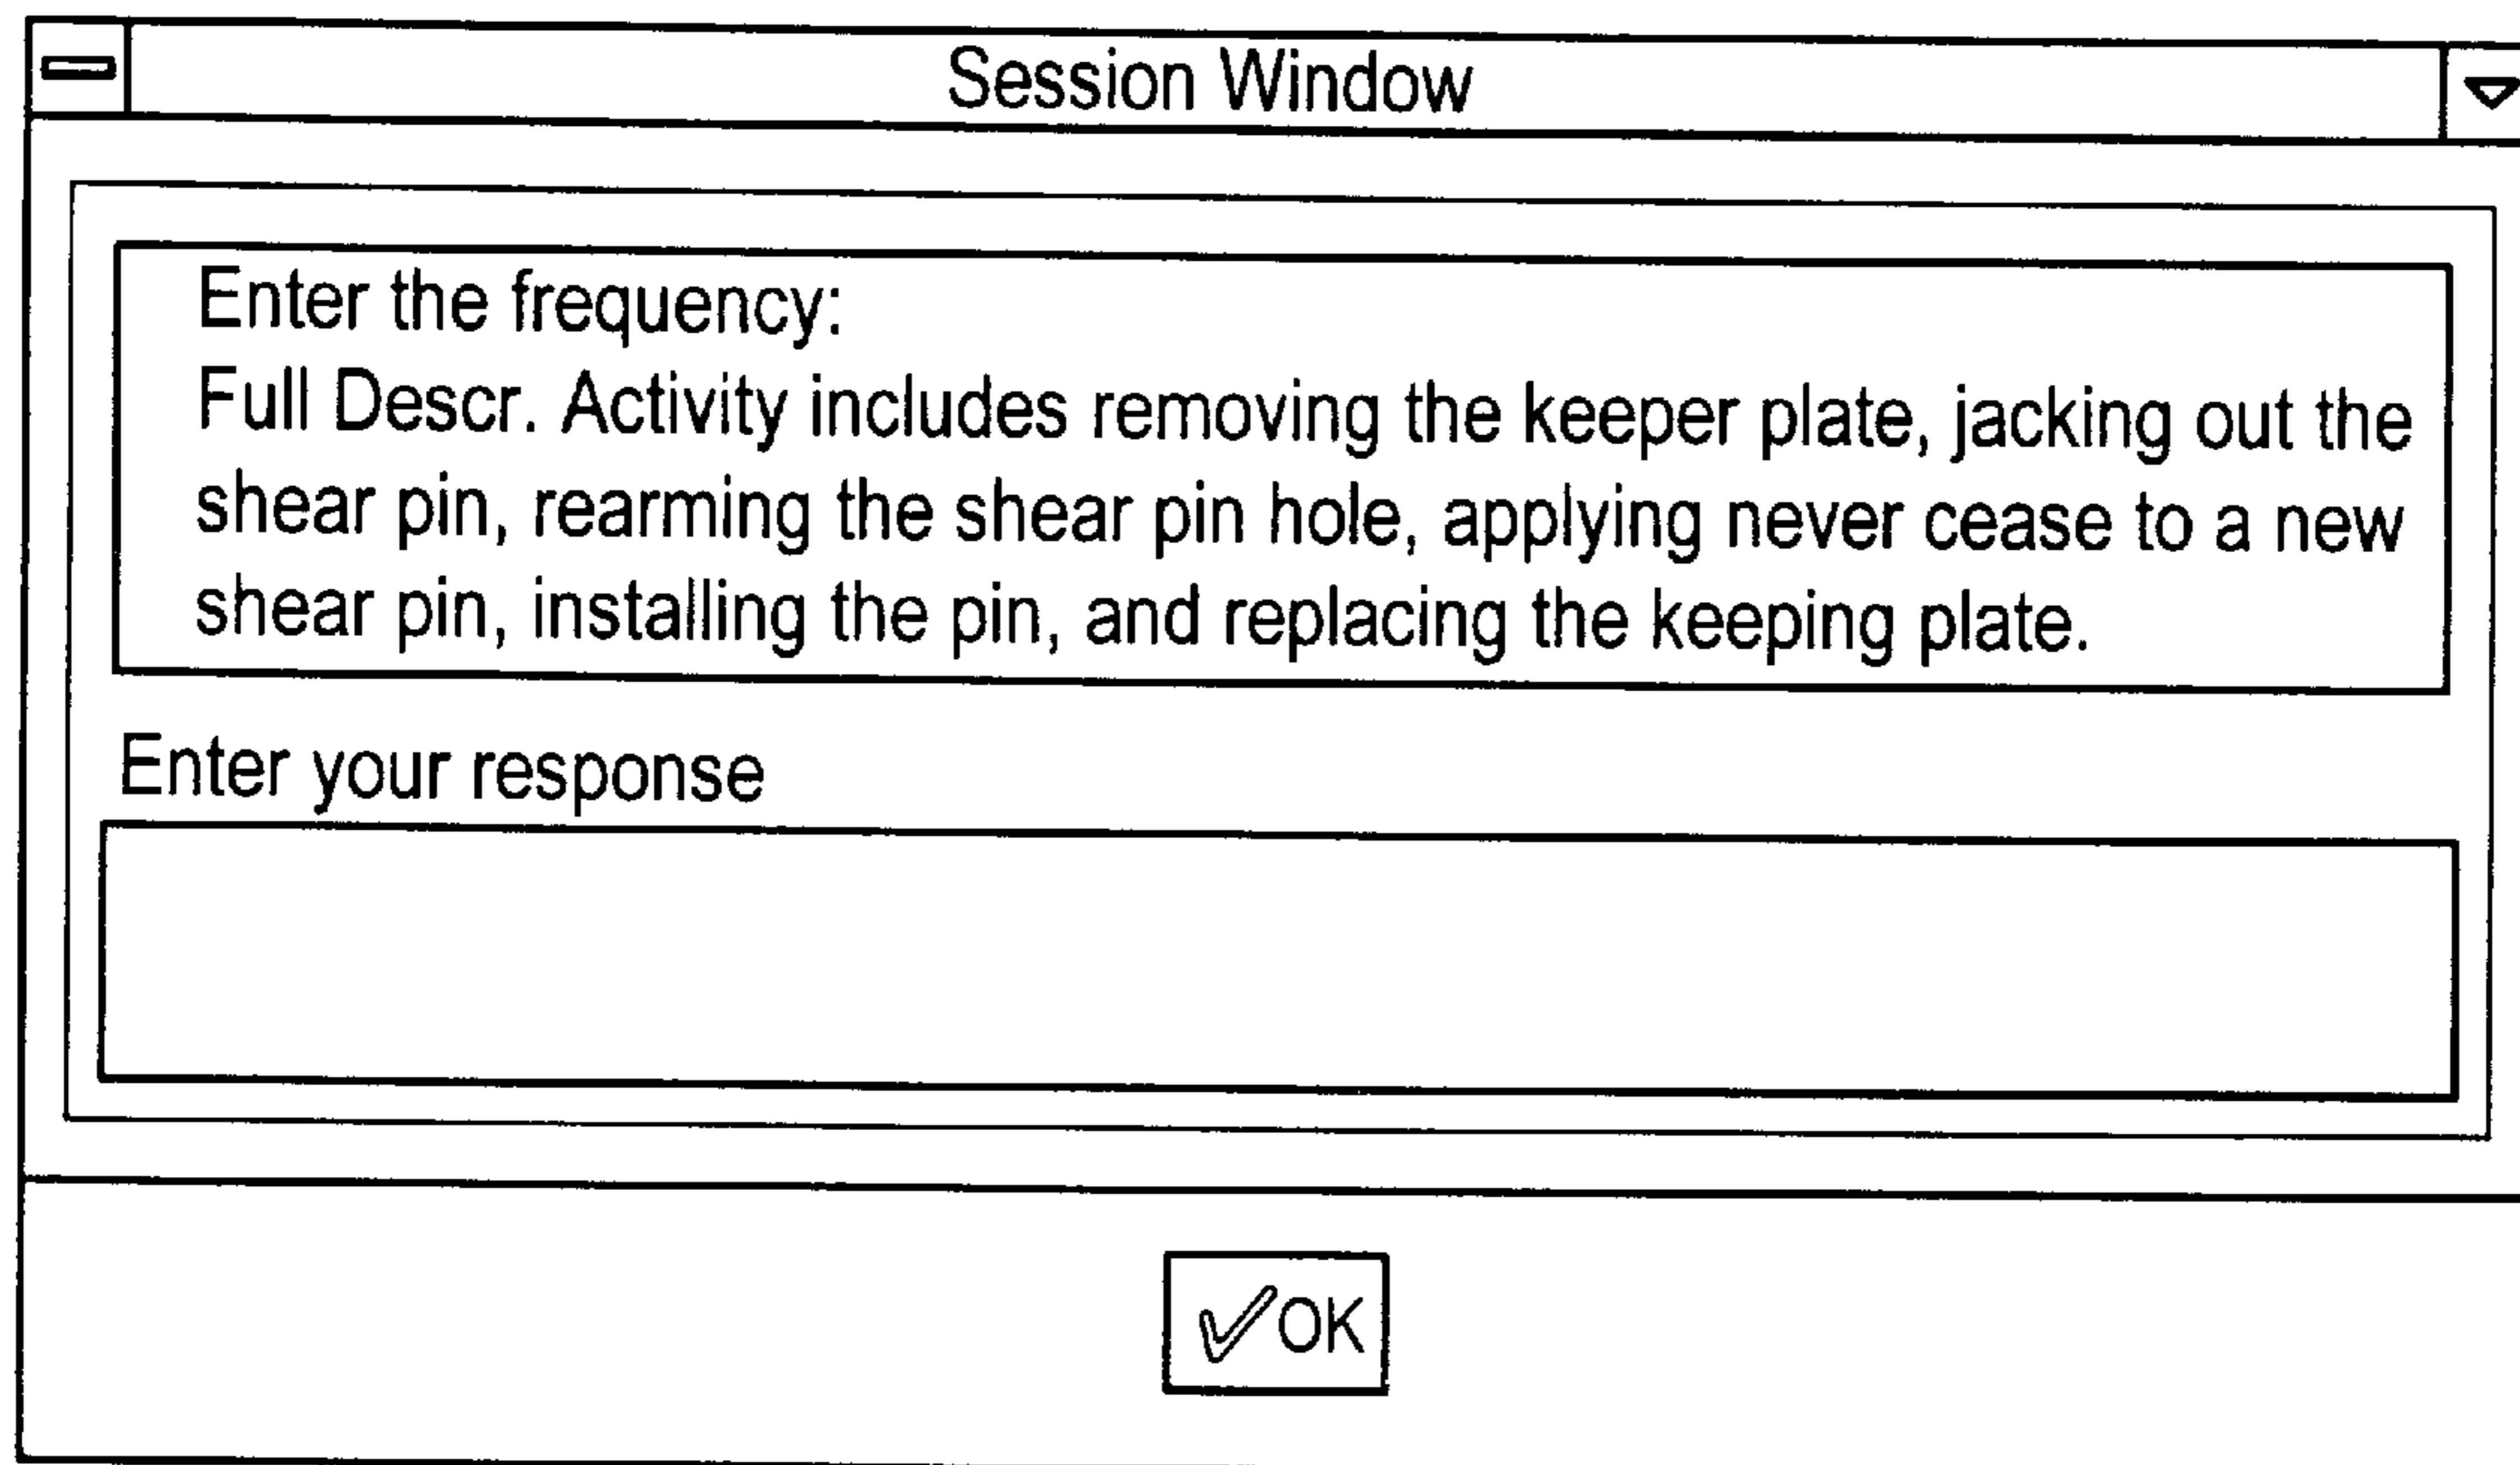 Session Window
Enter the frequency:
Full Descr. Activity includes removing the keeper plate, jacking out the
shear pin, rearming the shear pin hole, applying never cease to a new
shear pin, installing the pin, and replacing the keeping plate.
Enter your response
OK